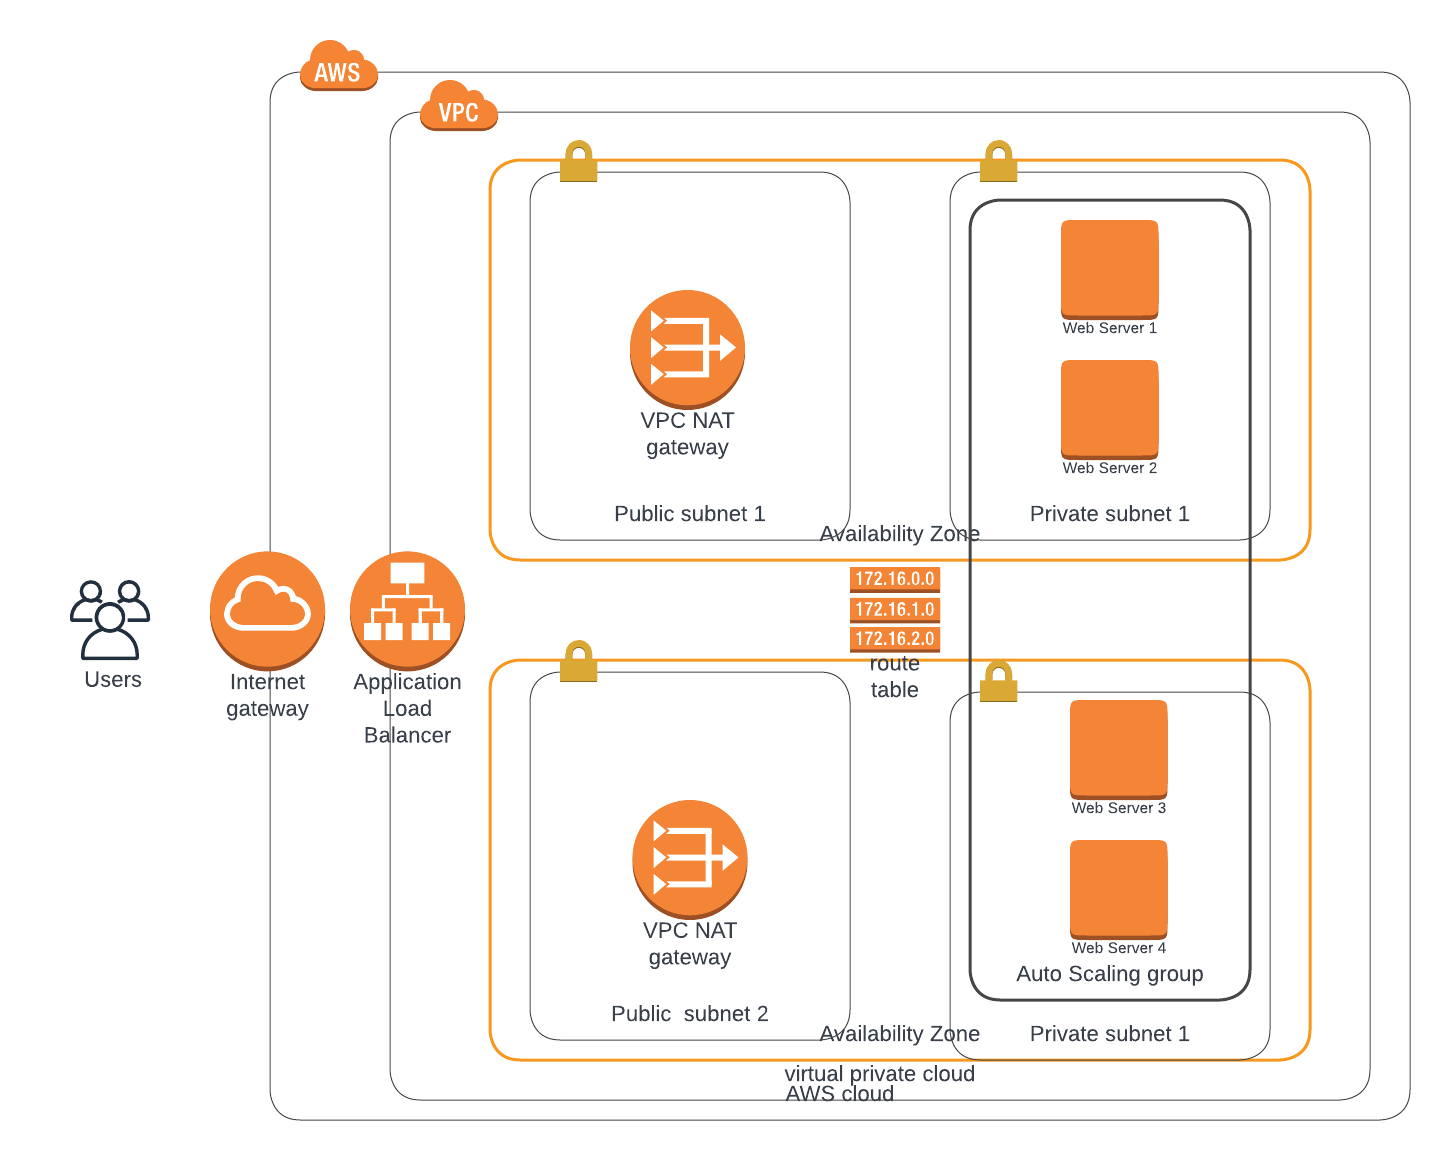 AWS
VPC
Web Server 1
VPC NAT
gateway
Web Server 2
Public subnet 1
Private subnet 1
Availability Zone
172.16.0.0
172.16.1.0
172.16.2.0
route
table
Users
Internet
gateway
Application
Load
Balancer
Web Server 3
VPC NAT
gateway
Web Server 4
Auto Scaling group
Public  subnet 2
Availability Zone
Private subnet 1
virtual private cloud
AWS cloud